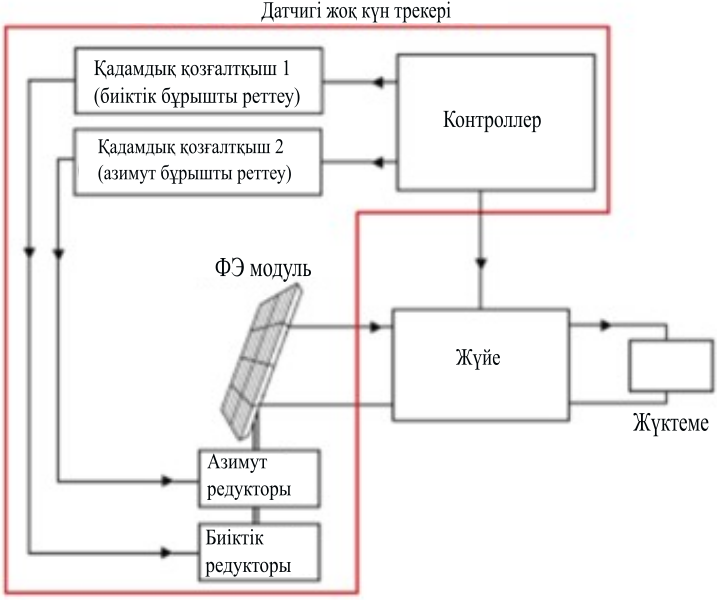 Датчигі жоқ күн трекері
Қадамдық қозғалтқыш 1
(биіктік бұрышты реттеу)
Қадамдық қозғалтқыш 2
(азимут бұрышты реттеу)
Контроллер
ФЭ модуль
Жүйе
Жүктеме
Азимут
редукторы
Биіктік
редукторы